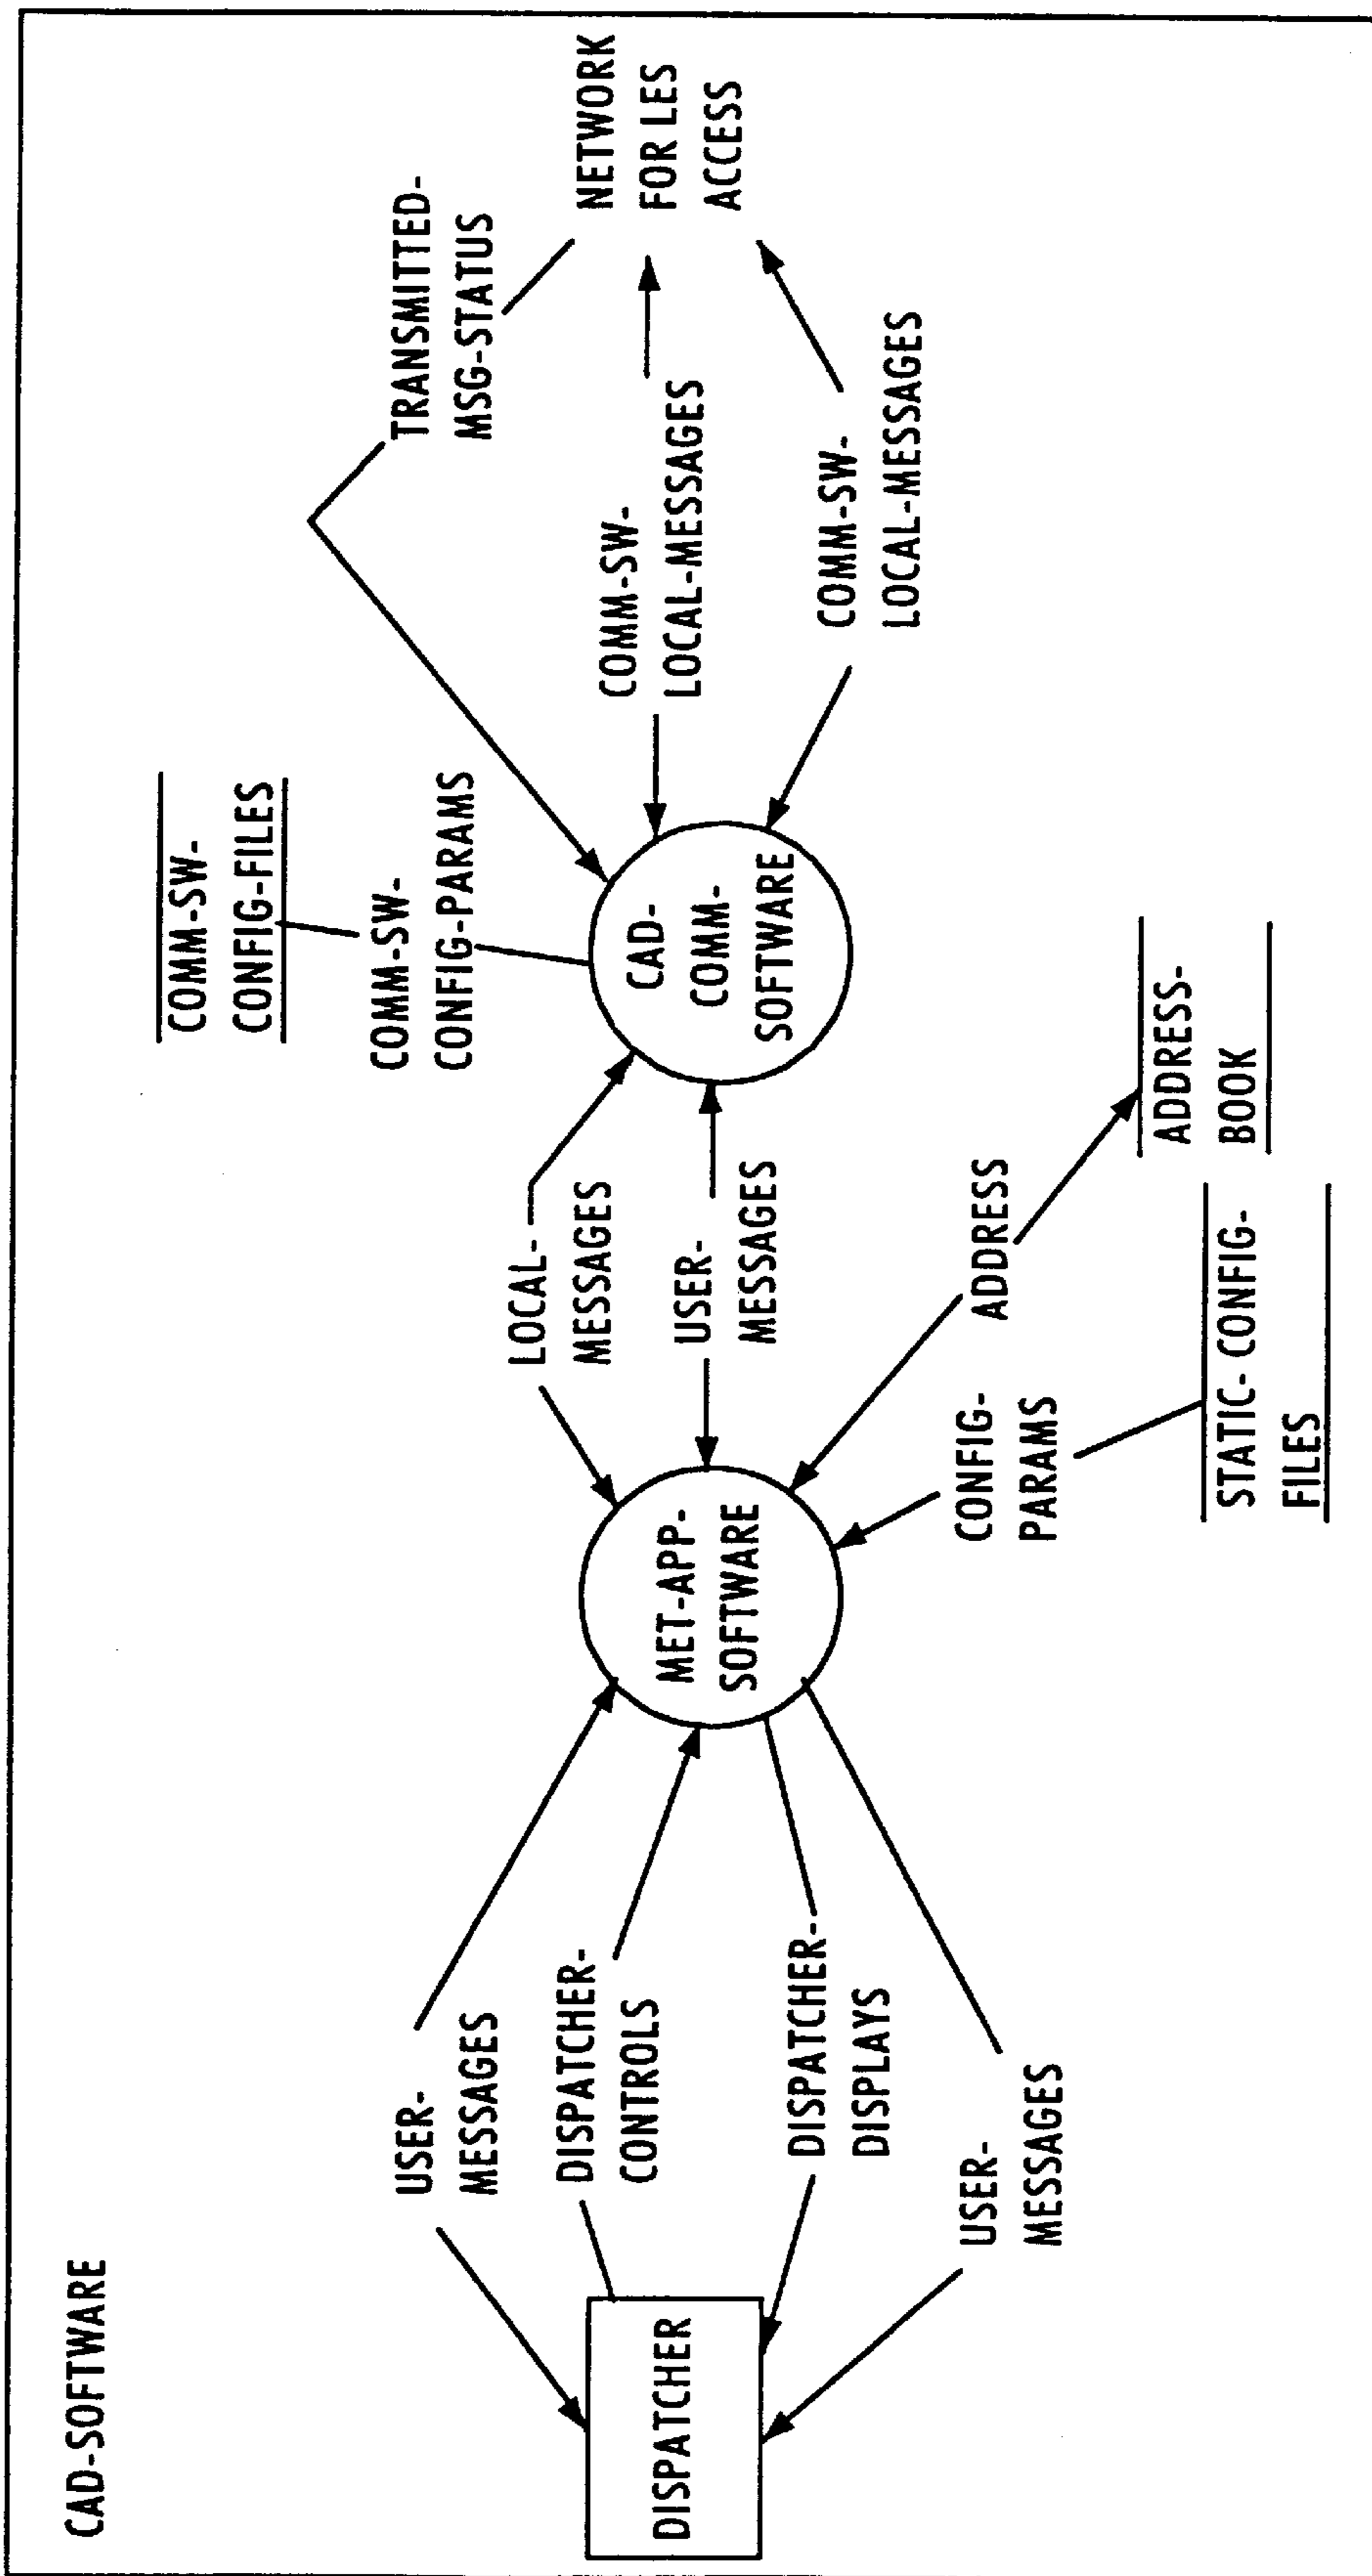 CAD-SOFTWARE
COMM-SW-
CONFIG-FILES
TRANSMITTED-
MSG-STATUS
COMM-SW-
CONFIG-PARAMS
USER-
MESSAGES
LOCAL-
MESSAGES
COMM-SW-
LOCAL-MESSAGES
NETWORK
FOR LES
ACCESS
DISPATCHER-
CONTROLS
DISPATCHER
MET-APP-
SOFTWARE
USER-
MESSAGES
CAD-
COMM-
SOFTWARE
DISPATCHER-
DISPLAYS
COMM-SW-
LOCAL-MESSAGES
USER-
MESSAGES
CONFIG-
PARAMS
ADDRESS
ADDRESS-
BOOK
STATIC-CONFIG-
FILES